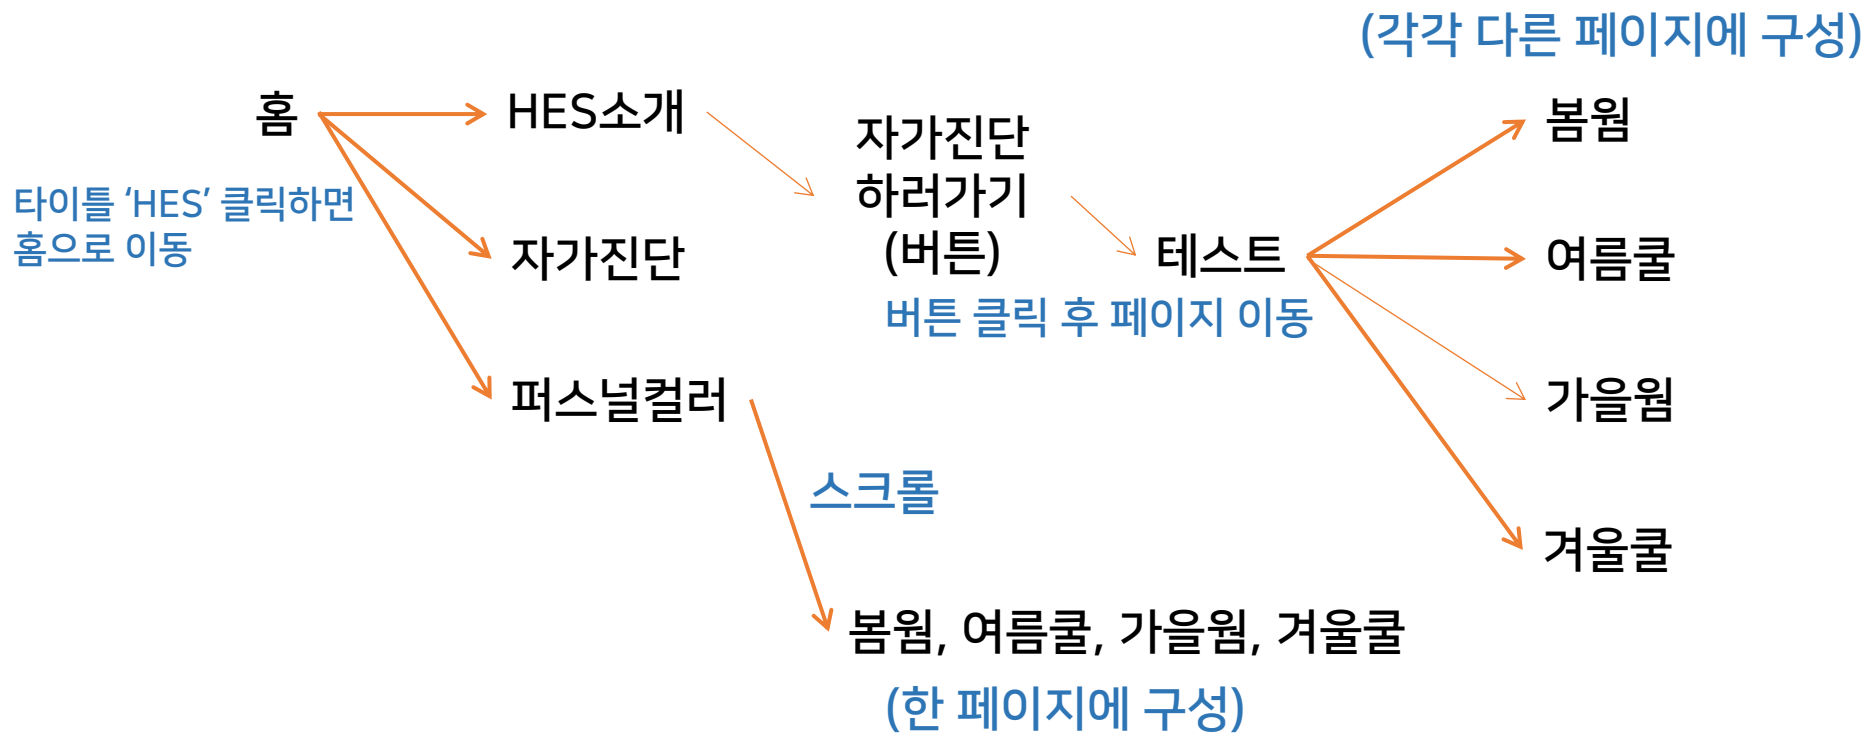 (각각 다른 페이지에 구성)
홈
HES소개
봄웜
자가진단
하러가기
(버튼)
타이틀 ‘HES’ 클릭하면
홈으로 이동
자가진단
테스트
여름쿨
버튼 클릭 후 페이지 이동
퍼스널컬러
가을웜
스크롤
겨울쿨
봄웜, 여름쿨, 가을웜, 겨울쿨
(한 페이지에 구성)